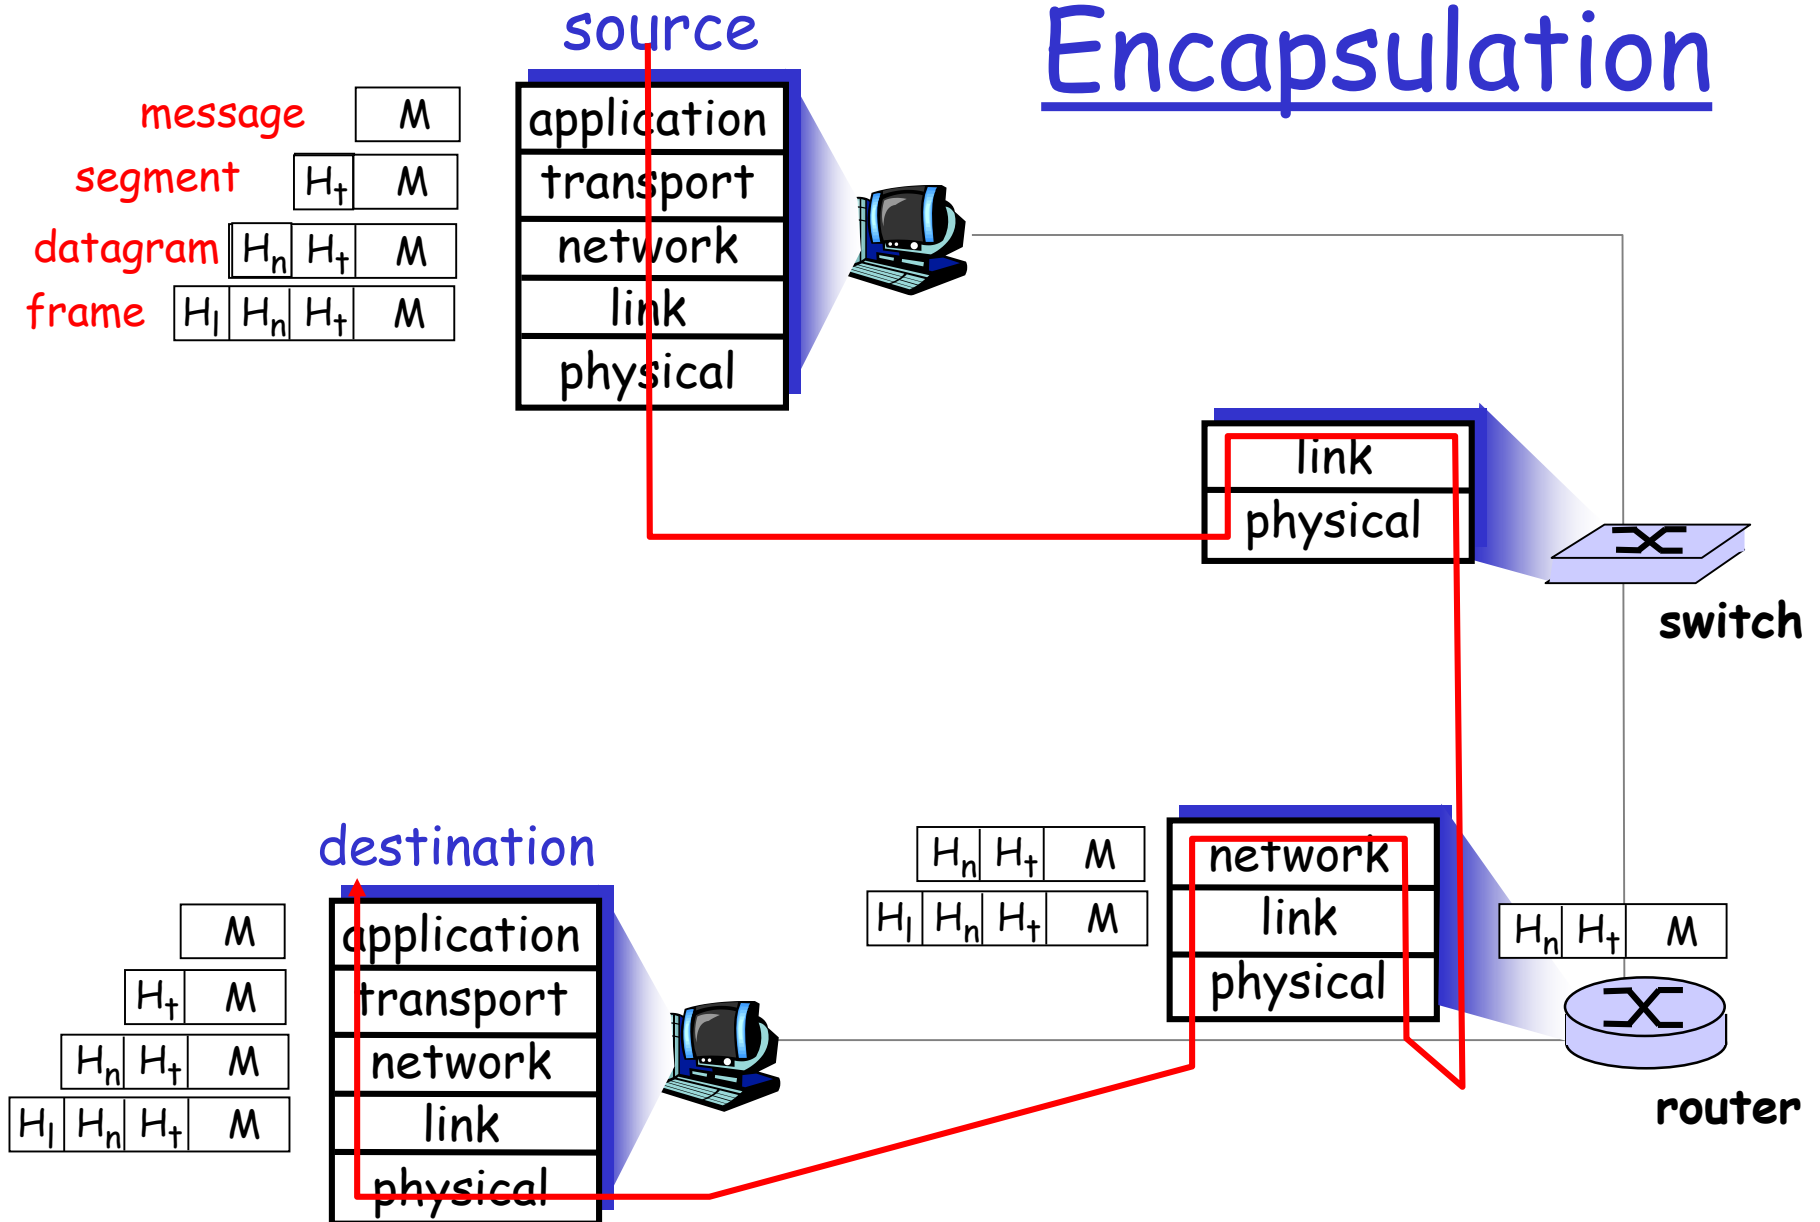 Encapsulation
source
message M
segment Ht M
datagram Hn Ht M
frame Hl Hn Ht M
application
transport
network
link
physical
link
physical
switch
destination
M
Ht M
Hn Ht M
Hl Hn Ht M
application
transport
network
link
physical
Hn Ht M
Hl Hn Ht M
network
link
physical
Hn Ht M
router